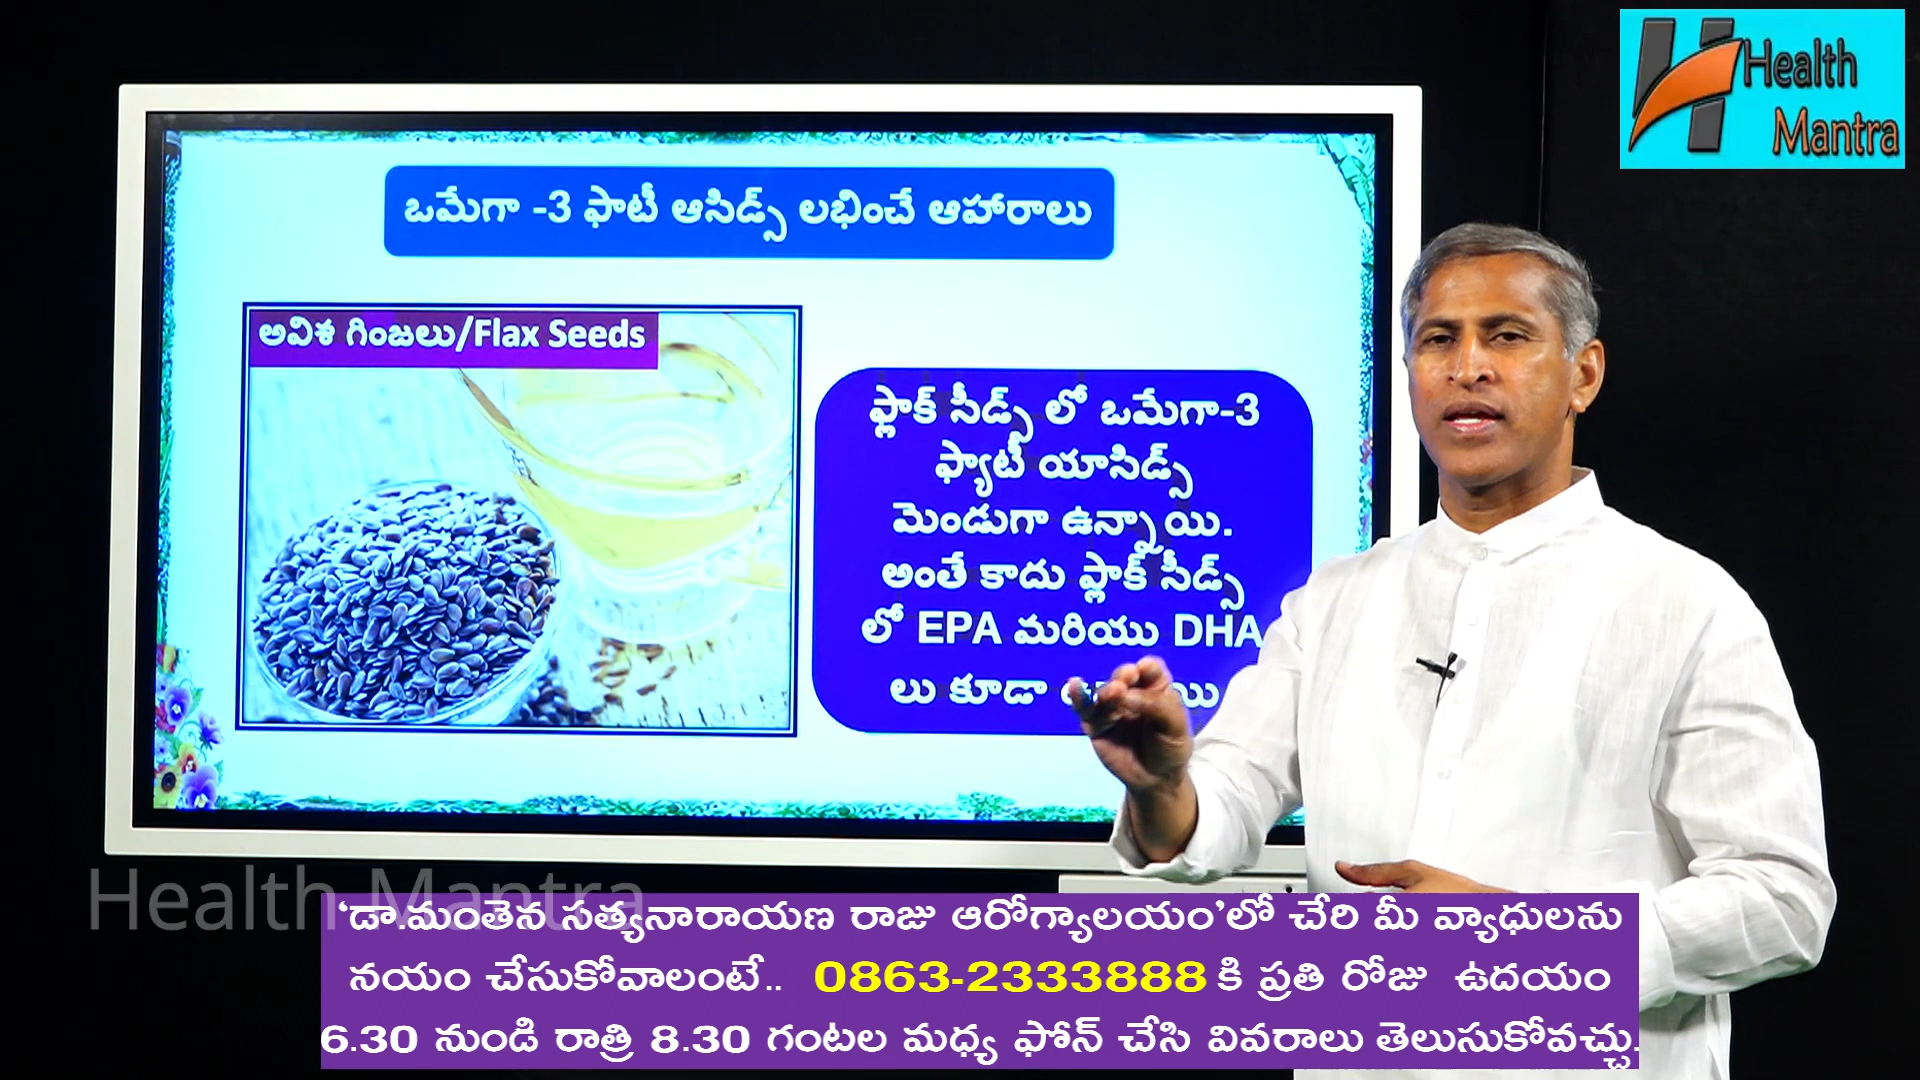 Health
Mantra
ఒమేగా -3 ఫాటీ ఆసిడ్స్ లభించే ఆహారాలు
అవిశ గింజలు/Flax Seeds
ఫ్లాక్ సీడ్స్ లో ఒమేగా-3
ఫ్యాటీ యాసిడ్స్
మెండుగా ఉన్నాయి.
అంతే కాదు ఫ్లాక్ సీడ్స్
లో EPA మరియు DHA
లు కూడా
Health Mantra
‘డా.మంతెన సత్యనారాయణ రాజు ఆరోగ్యాలయం’లో చేరి మీ వ్యాధులను
నయం చేసుకోవాలంటే.. 0863-2333888 కి ప్రతి రోజు ఉదయం
6.30 నుండి రాత్రి 8.30 గంటల మధ్య ఫోన్ చేసి వివరాలు తెలుసుకోవచ్చు.